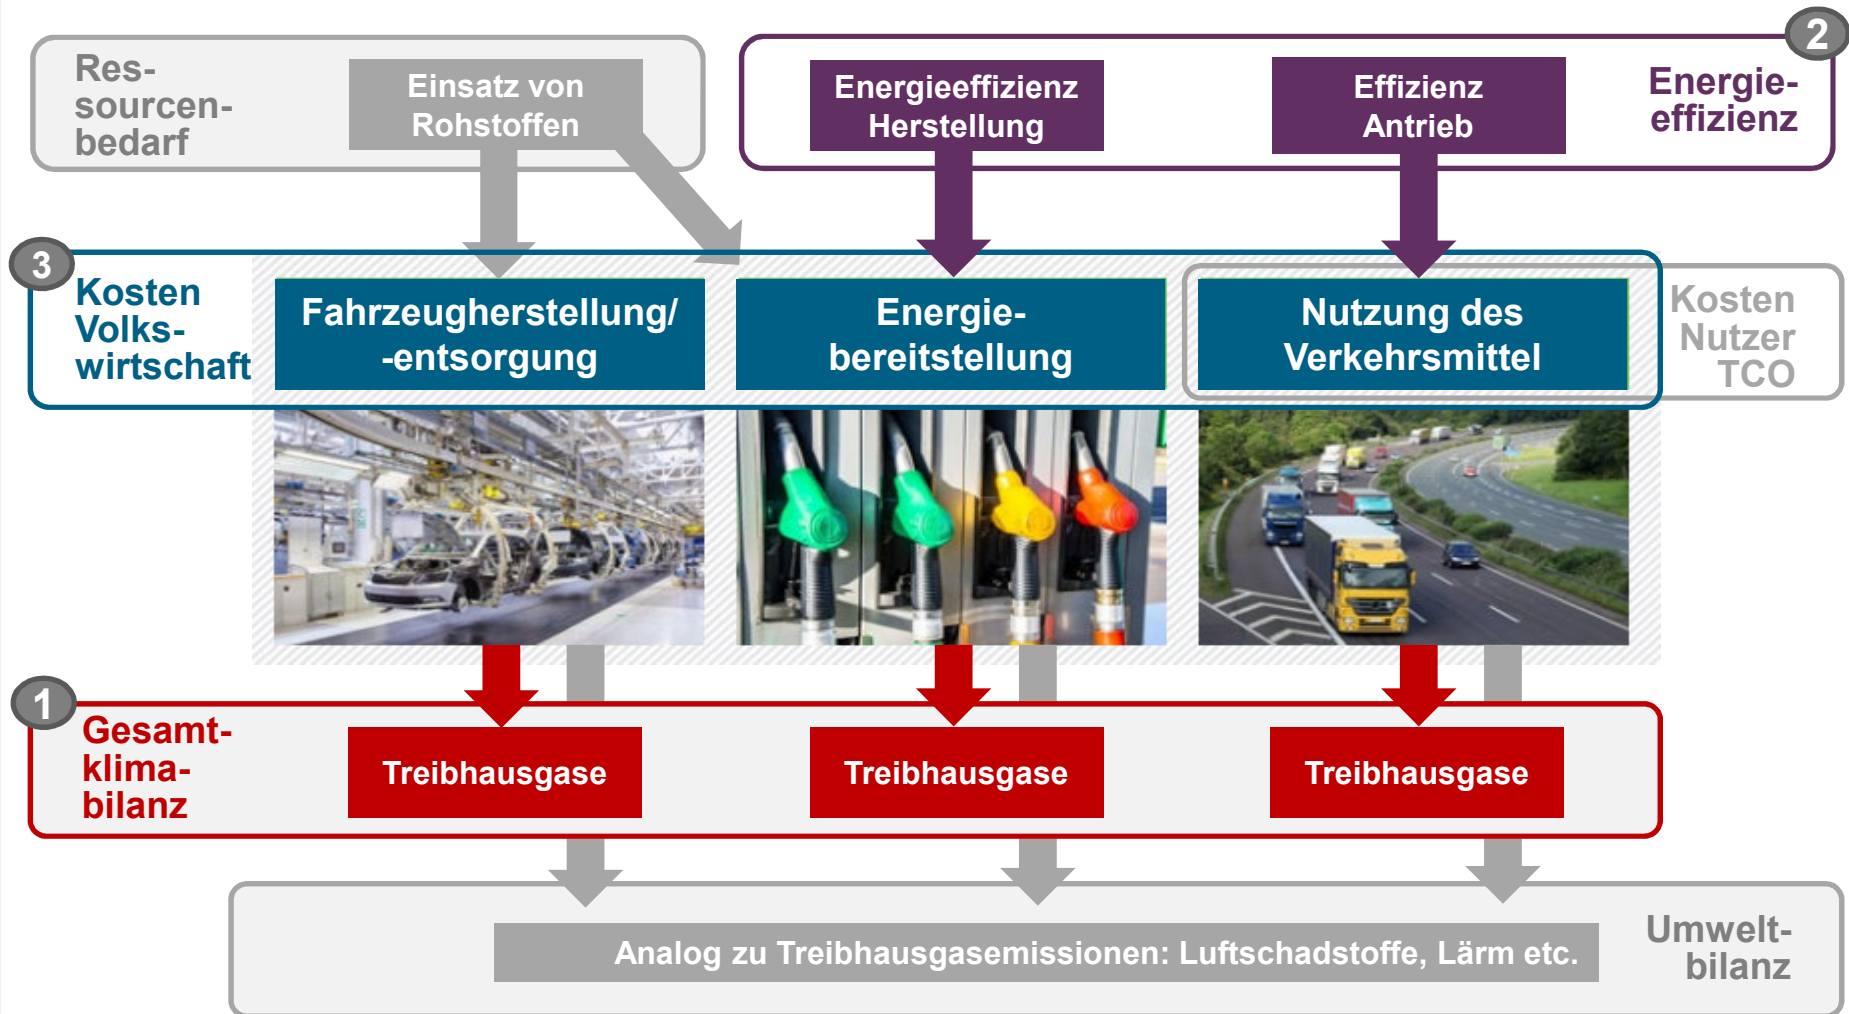 Res-
sourcen-
bedarf
Einsatz von
Rohstoffen
Energieeffizienz
Herstellung
Effizienz
Antrieb
Energie-
effizienz
2
3
Kosten
Volks-
wirtschaft
Fahrzeugherstellung/
-entsorgung
Energie-
bereitstellung
Nutzung des
Verkehrsmittel
Kosten
Nutzer
TCO
1
Gesamt-
klima-
bilanz
Treibhausgase
Treibhausgase
Treibhausgase
Analog zu Treibhausgasemissionen: Luftschadstoffe, Lärm etc.
Umwelt-
bilanz